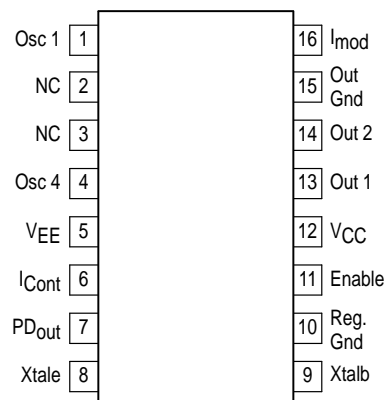 Osc 1 1
NC 2
NC 3
Osc 4 4
VEE 5
ICont 6
PDout 7
Xtale 8
16 Imod
15 Out
Gnd
14 Out 2
13 Out 1
12 VCC
11 Enable
10 Reg.
Gnd
9 Xtalb